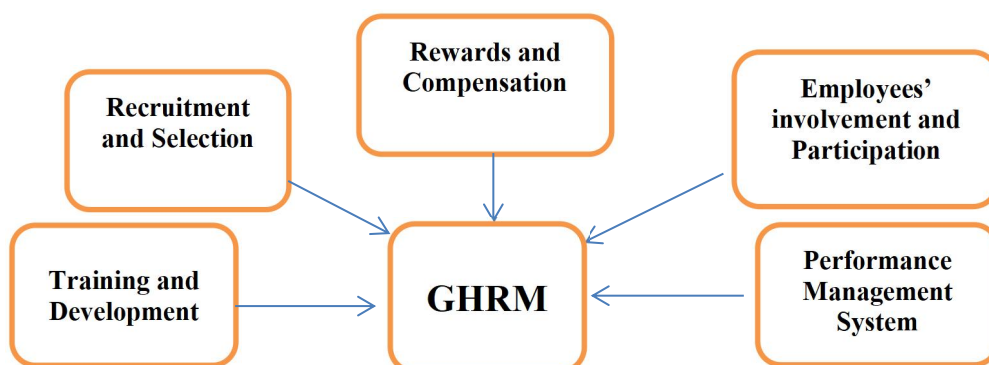 Rewards and
Compensation
Recruitment
and Selection
Employees'
involvement and
Participation
Training and
Development
GHRM
Performance
Management
System